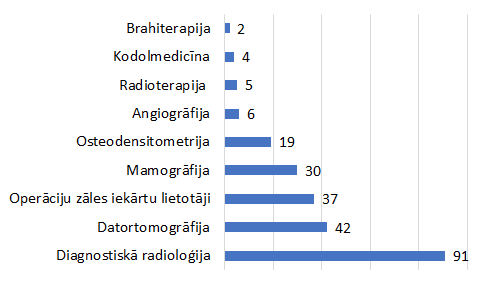 Brahiterapija 2
Kodolmedicīna 4
Radioterapija 5
Angiogrāfija 6
Osteodensitometrija 19
Mamogrāfija 30
Operāciju zāles iekārtu lietotāji 37
Datortomogrāfija 42
Diagnostiskā radioloģija 91